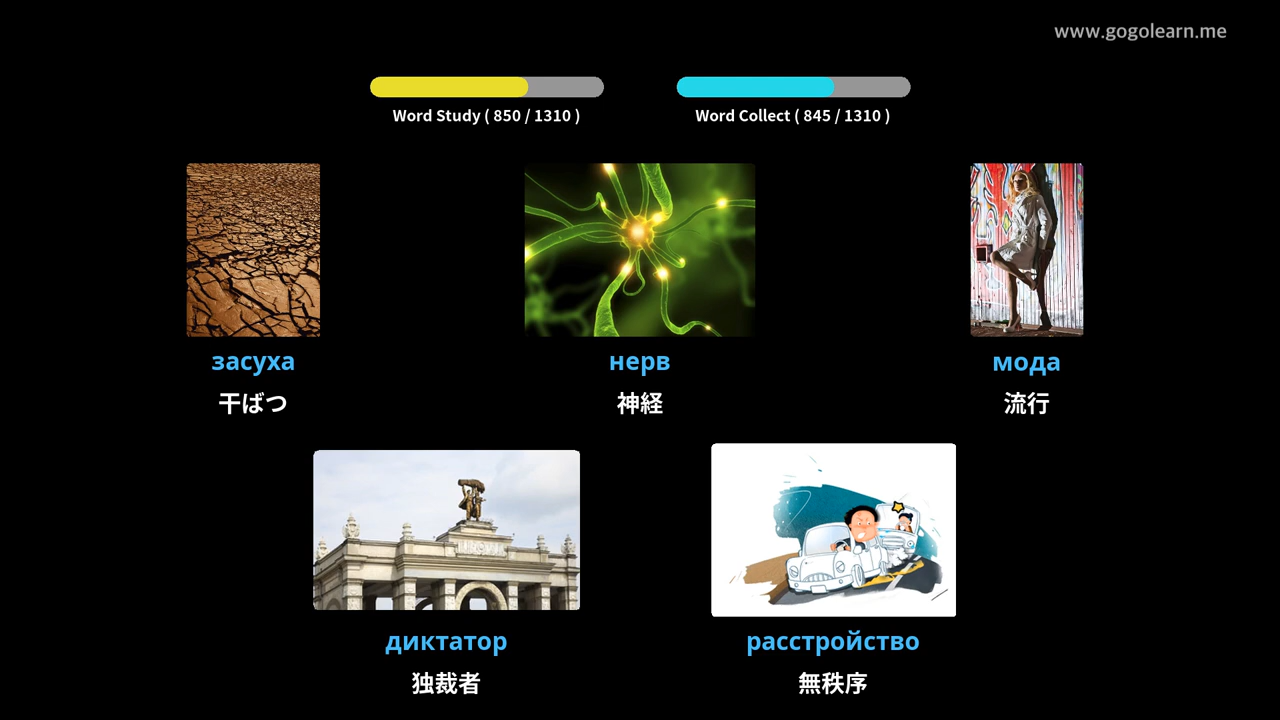 www.gogolearn.me
Word Study ( 850 / 1310 )
Word Collect ( 845 / 1310 )
засуха
干ばつ
нерв
神経
мода
流行
диктатор
独裁者
расстройство
無秩序